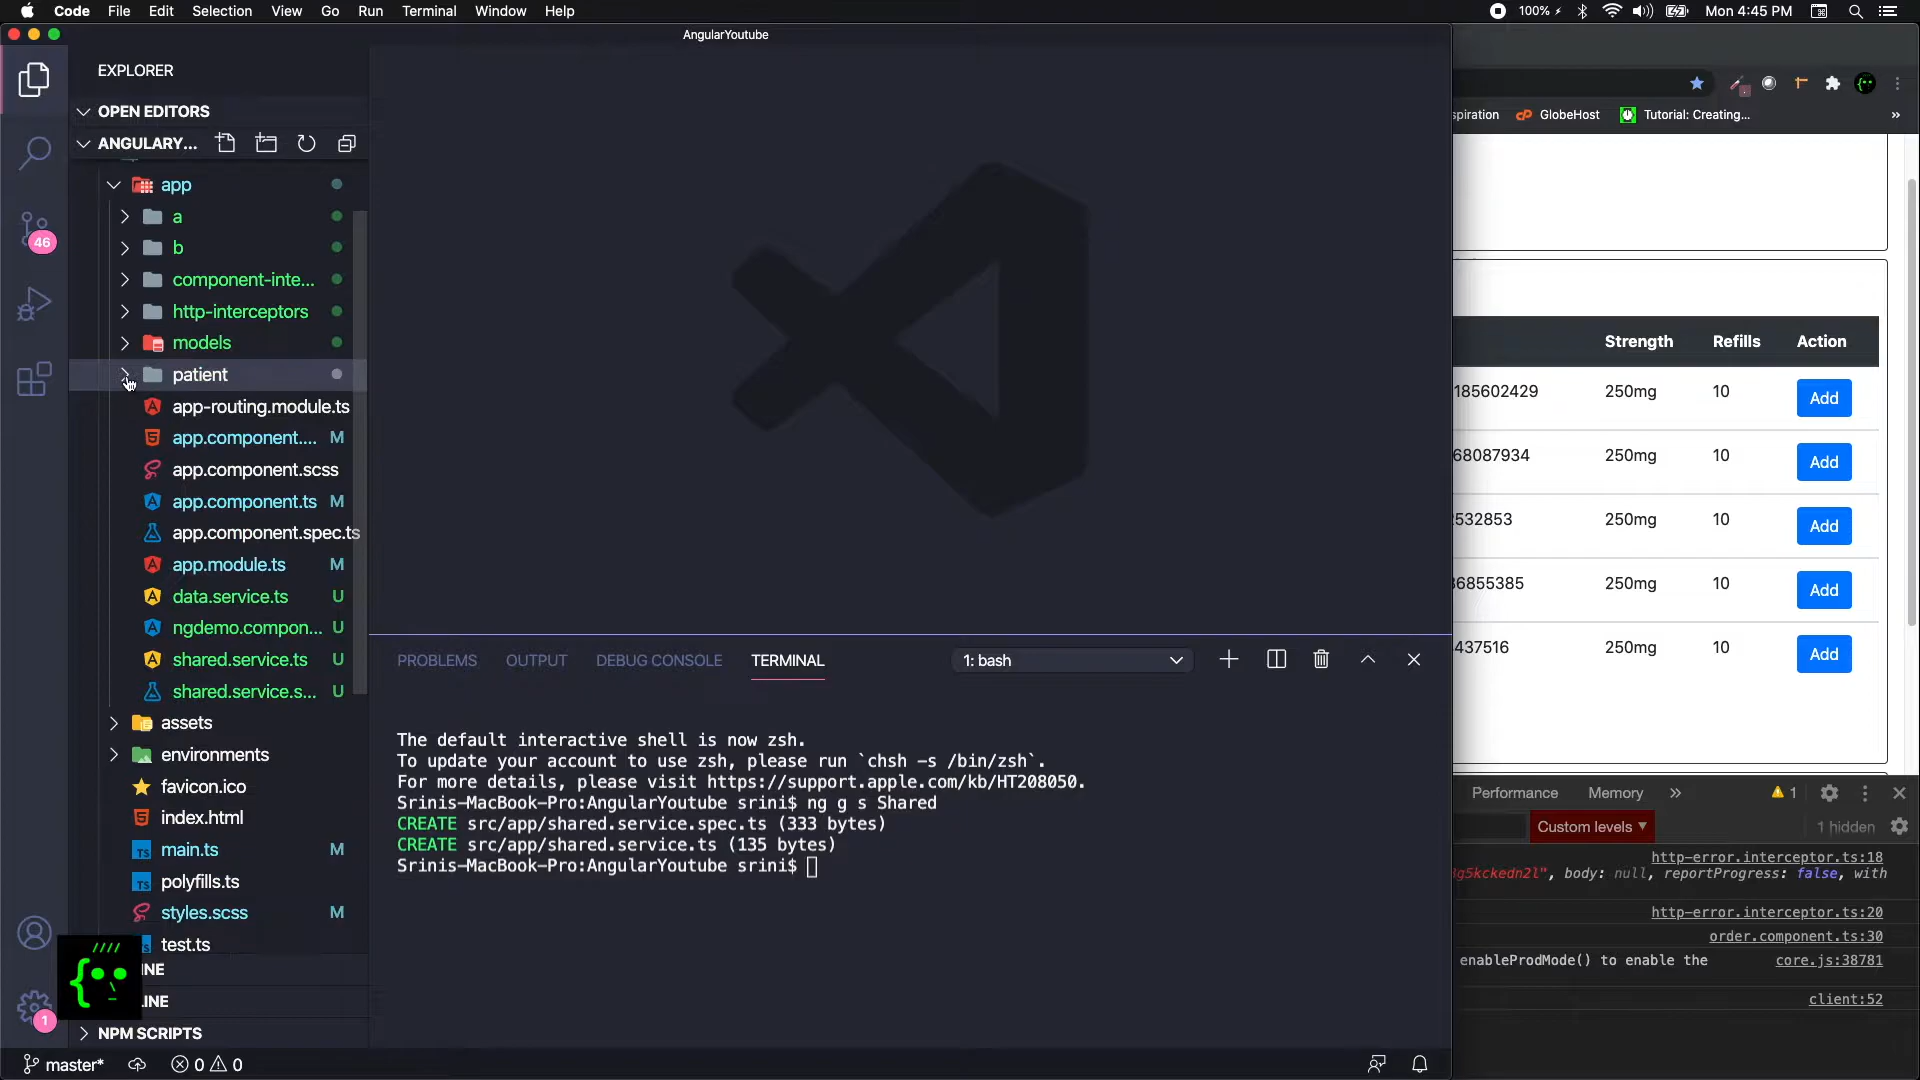 Code File Edit Selection View Go Run Terminal Window Help
100% Mon 4:45 PM
AngularYoutube
EXPLORER
OPEN EDITORS
ANGULARY...
app
a
b
component-inte...
http-interceptors
models
patient
app-routing.module.ts
app.component.... M
app.component.scss
app.component.ts M
app.component.spec.ts
app.module.ts M
data.service.ts U
ngdemo.compon... U
shared.service.ts U
shared.service.s... U
assets
environments
favicon.ico
index.html
main.ts M
polyfills.ts
styles.scss M
test.ts
INE
LINE
NPM SCRIPTS
46
1
master* 0 0
PROBLEMS OUTPUT DEBUG CONSOLE TERMINAL 1: bash
The default interactive shell is now zsh.
To update your account to use zsh, please run `chsh -s /bin/zsh`.
For more details, please visit https://support.apple.com/kb/HT208050.
Srinis-MacBook-Pro:AngularYoutube srini$ ng g s Shared
CREATE src/app/shared.service.spec.ts (333 bytes)
CREATE src/app/shared.service.ts (135 bytes)
Srinis-MacBook-Pro:AngularYoutube srini$
spiration GlobeHost Tutorial: Creating... »
Strength Refills Action
185602429 250mg 10 Add
68087934 250mg 10 Add
532853 250mg 10 Add
36855385 250mg 10 Add
437516 250mg 10 Add
Performance Memory » 1
Custom levels ▼ 1 hidden
http-error.interceptor.ts:18
g5kckedn2l", body: null, reportProgress: false, with
http-error.interceptor.ts:20
order.component.ts:30
enableProdMode() to enable the core.js:38781
client:52